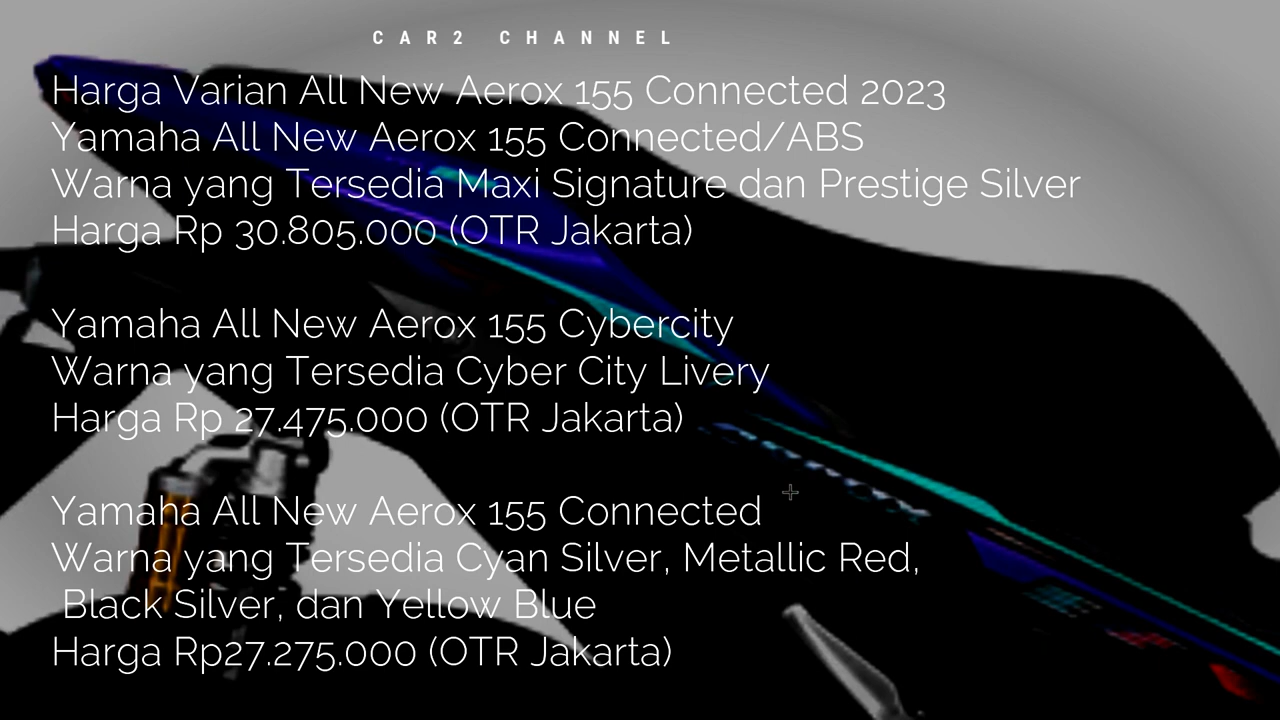 CAR2 CHANNEL
Harga Varian All New Aerox 155 Connected 2023
Yamaha All New Aerox 155 Connected/ABS
Warna yang Tersedia Maxi Signature dan Prestige Silver
Harga Rp 30.805.000 (OTR Jakarta)
Yamaha All New Aerox 155 Cybercity
Warna yang Tersedia Cyber City Livery
Harga Rp 27.475.000 (OTR Jakarta)
Yamaha All New Aerox 155 Connected
Warna yang Tersedia Cyan Silver, Metallic Red,
Black Silver, dan Yellow Blue
Harga Rp27.275.000 (OTR Jakarta)